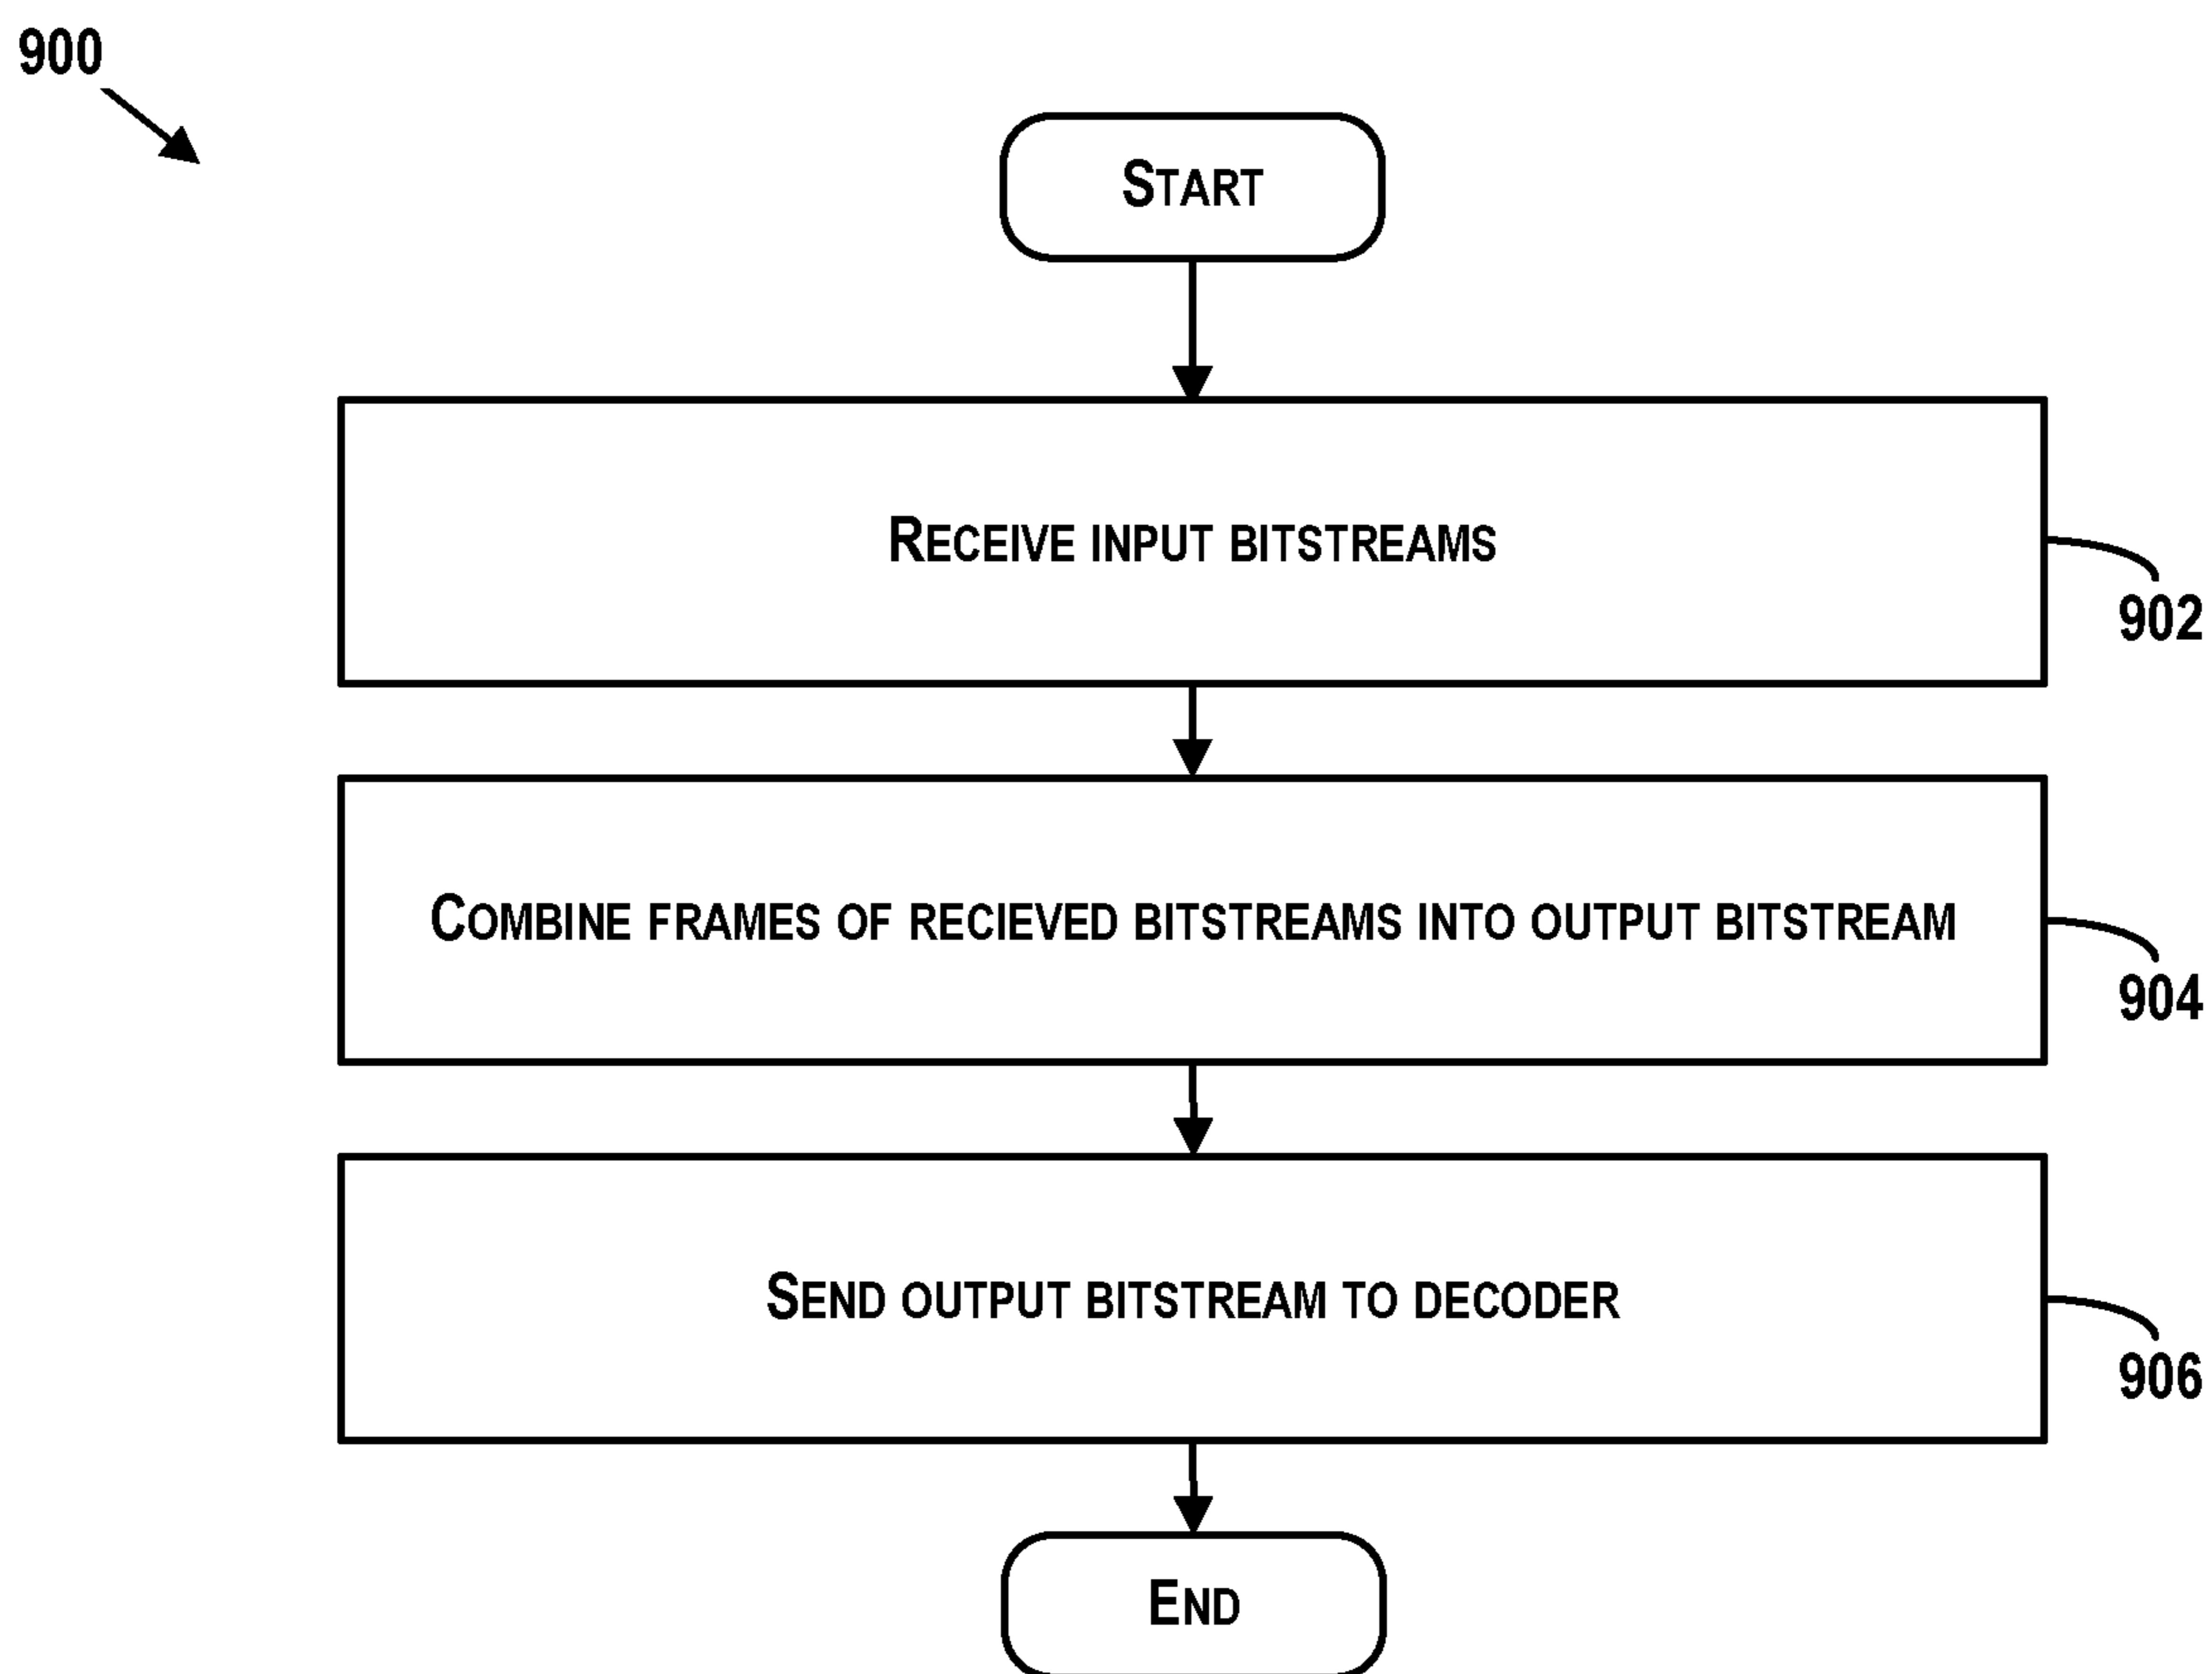 900
START
RECEIVE INPUT BITSTREAMS
902
COMBINE FRAMES OF RECIEVED BITSTREAMS INTO OUTPUT BITSTREAM
904
SEND OUTPUT BITSTREAM TO DECODER
906
END